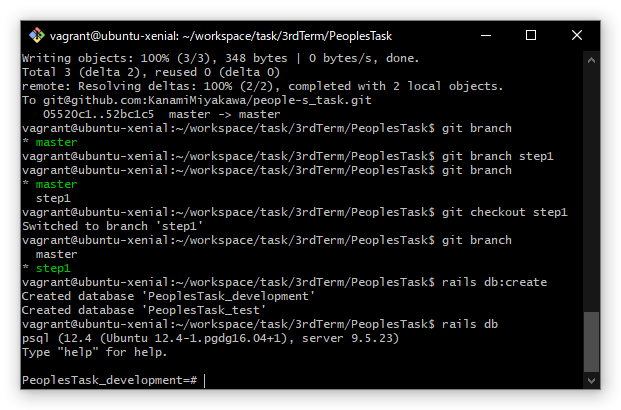 vagrant@ubuntu-xenial: ~/workspace/task/3rdTerm/PeoplesTask
Writing objects: 100% (3/3), 348 bytes | 0 bytes/s, done.
Total 3 (delta 2), reused 0 (delta 0)
remote: Resolving deltas: 100% (2/2), completed with 2 local objects.
To git@github.com:KanamiMiyakawa/people-s_task.git
   05520c1..52bc1c5  master -> master
vagrant@ubuntu-xenial:~/workspace/task/3rdTerm/PeoplesTask$ git branch
* master
vagrant@ubuntu-xenial:~/workspace/task/3rdTerm/PeoplesTask$ git branch step1
vagrant@ubuntu-xenial:~/workspace/task/3rdTerm/PeoplesTask$ git branch
* master
  step1
vagrant@ubuntu-xenial:~/workspace/task/3rdTerm/PeoplesTask$ git checkout step1
Switched to branch 'step1'
vagrant@ubuntu-xenial:~/workspace/task/3rdTerm/PeoplesTask$ git branch
  master
* step1
vagrant@ubuntu-xenial:~/workspace/task/3rdTerm/PeoplesTask$ rails db:create
Created database 'PeoplesTask_development'
Created database 'PeoplesTask_test'
vagrant@ubuntu-xenial:~/workspace/task/3rdTerm/PeoplesTask$ rails db
psql (12.4 (Ubuntu 12.4-1.pgdg16.04+1), server 9.5.23)
Type "help" for help.
PeoplesTask_development=#